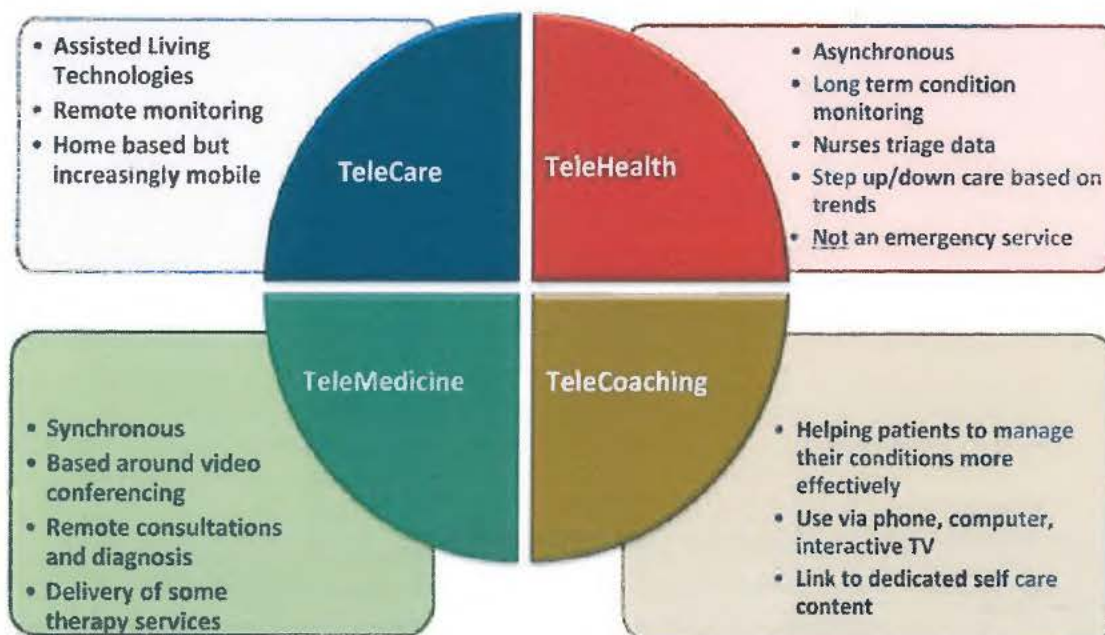 • Assisted Living
Technologies
• Remote monitoring
• Home based but
increasingly mobile
TeleCare
TeleHealth
• Asynchronous
• Long term condition
monitoring
• Nurses triage data
• Step up/down care based on
trends
• Not an emergency service
TeleMedicine
• Synchronous
• Based around video
conferencing
• Remote consultations
and diagnosis
• Delivery of some
therapy services
TeleCoaching
• Helping patients to manage
their conditions more
effectively
• Use via phone, computer,
interactive TV
• Link to dedicated self care
content